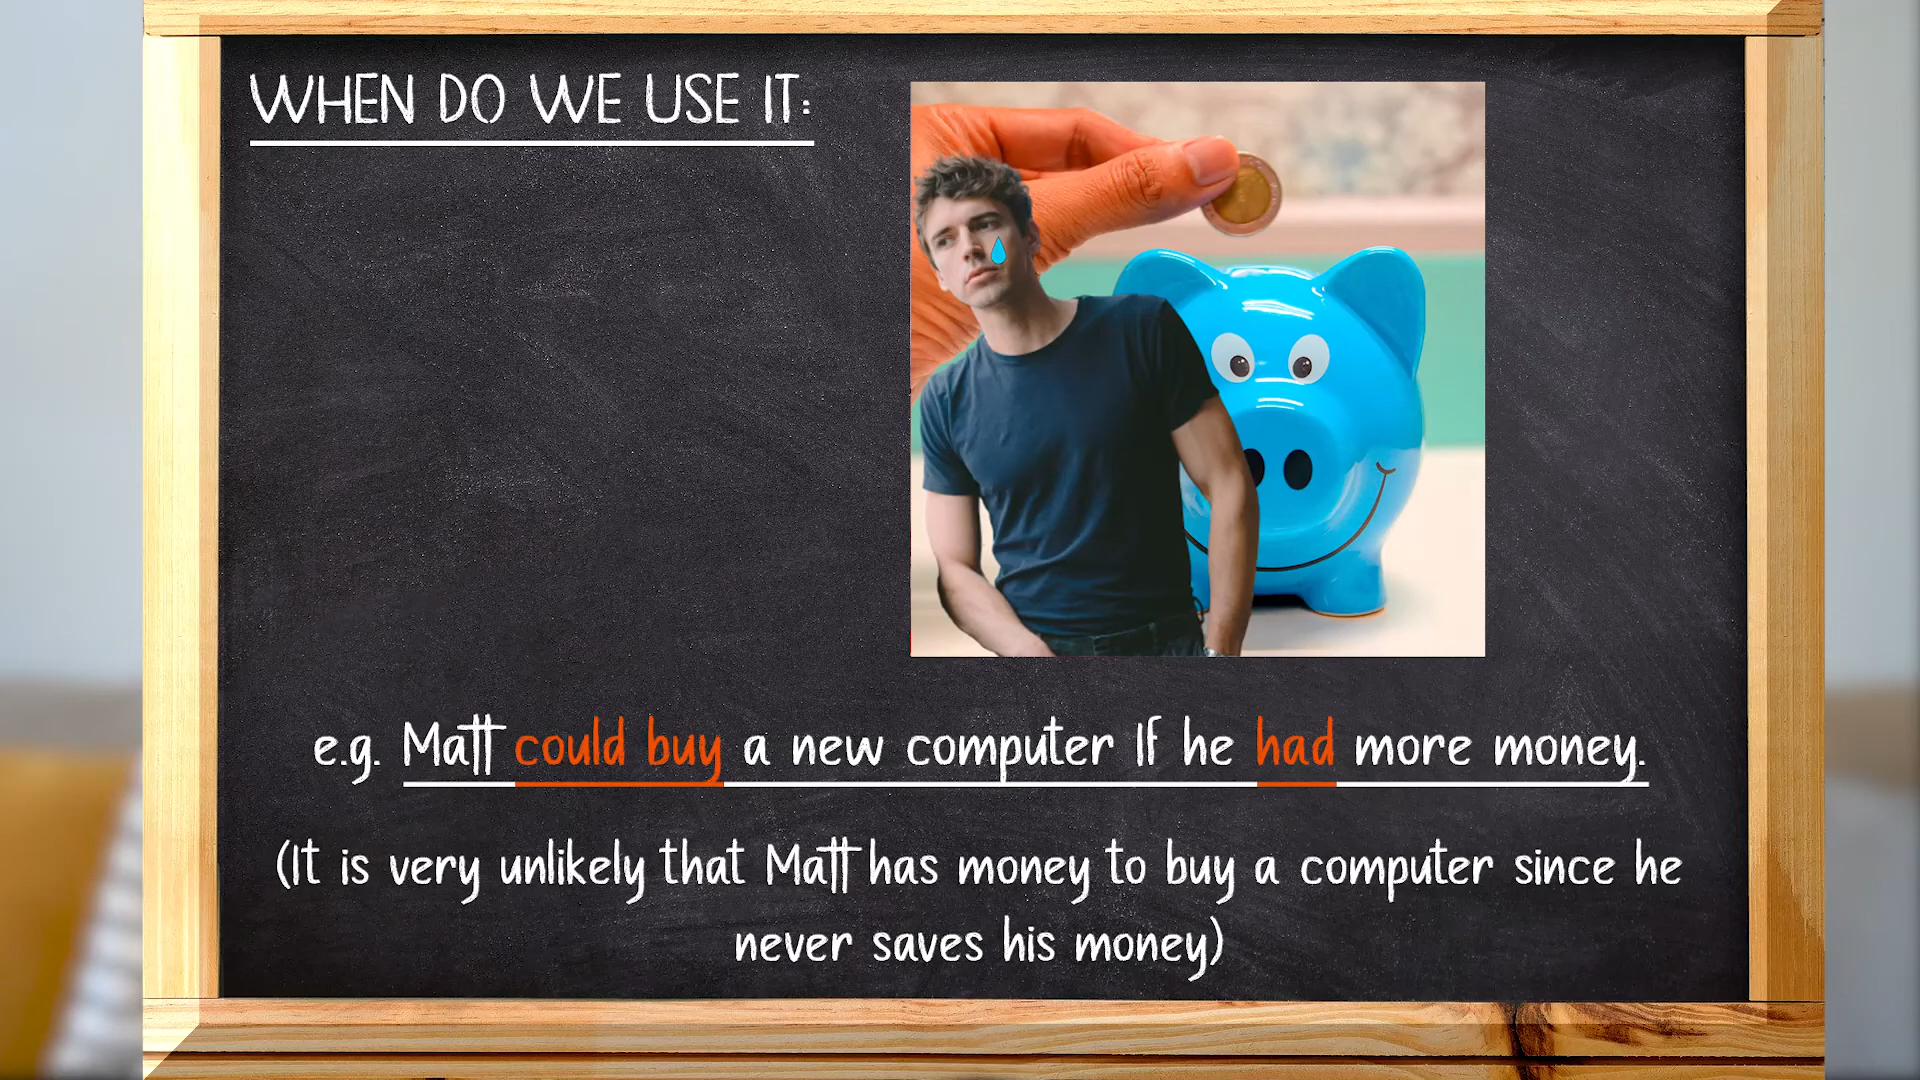 WHEN DO WE USE IT:
e.g. Matt could buy a new computer If he had more money.
(It is very unlikely that Matt has money to buy a computer since he
never saves his money)